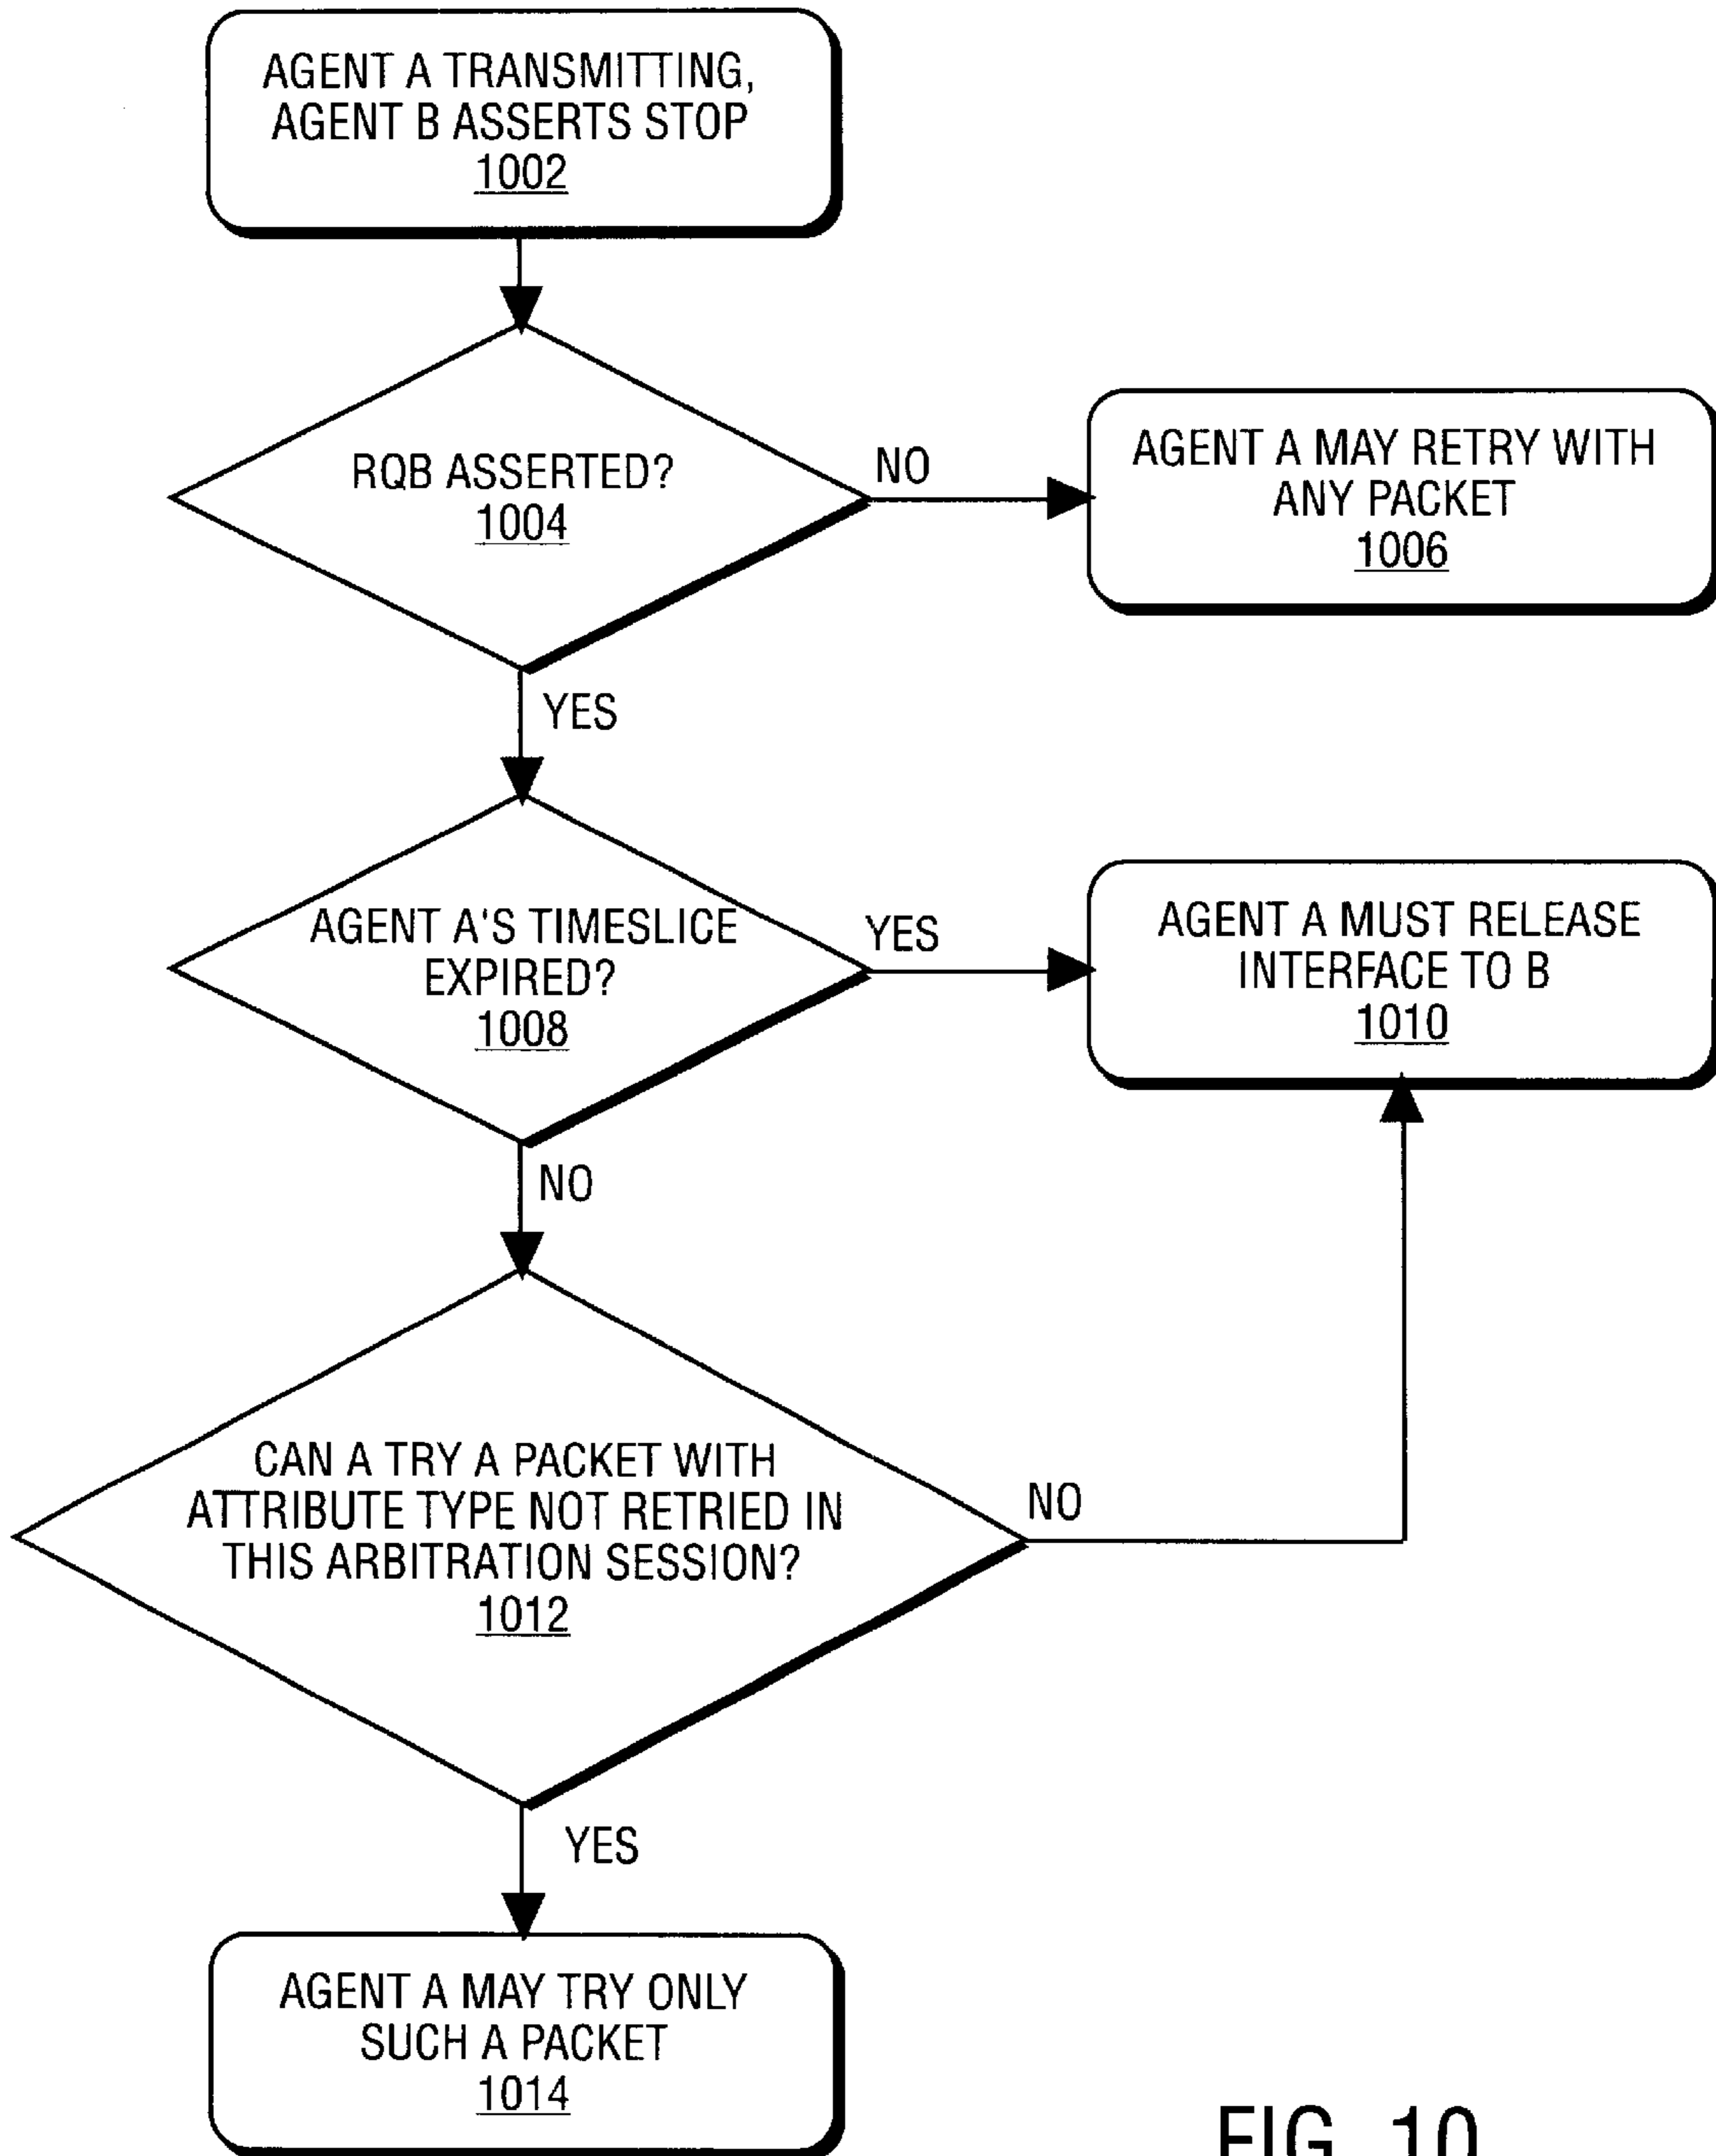 AGENT A TRANSMITTING,
AGENT B ASSERTS STOP
1002
RQB ASSERTED?
1004
NO
AGENT A MAY RETRY WITH
ANY PACKET
1006
YES
AGENT A'S TIMESLICE
EXPIRED?
1008
YES
AGENT A MUST RELEASE
INTERFACE TO B
1010
NO
CAN A TRY A PACKET WITH
ATTRIBUTE TYPE NOT RETRIED IN
THIS ARBITRATION SESSION?
1012
NO
YES
AGENT A MAY TRY ONLY
SUCH A PACKET
1014
FIG. 10